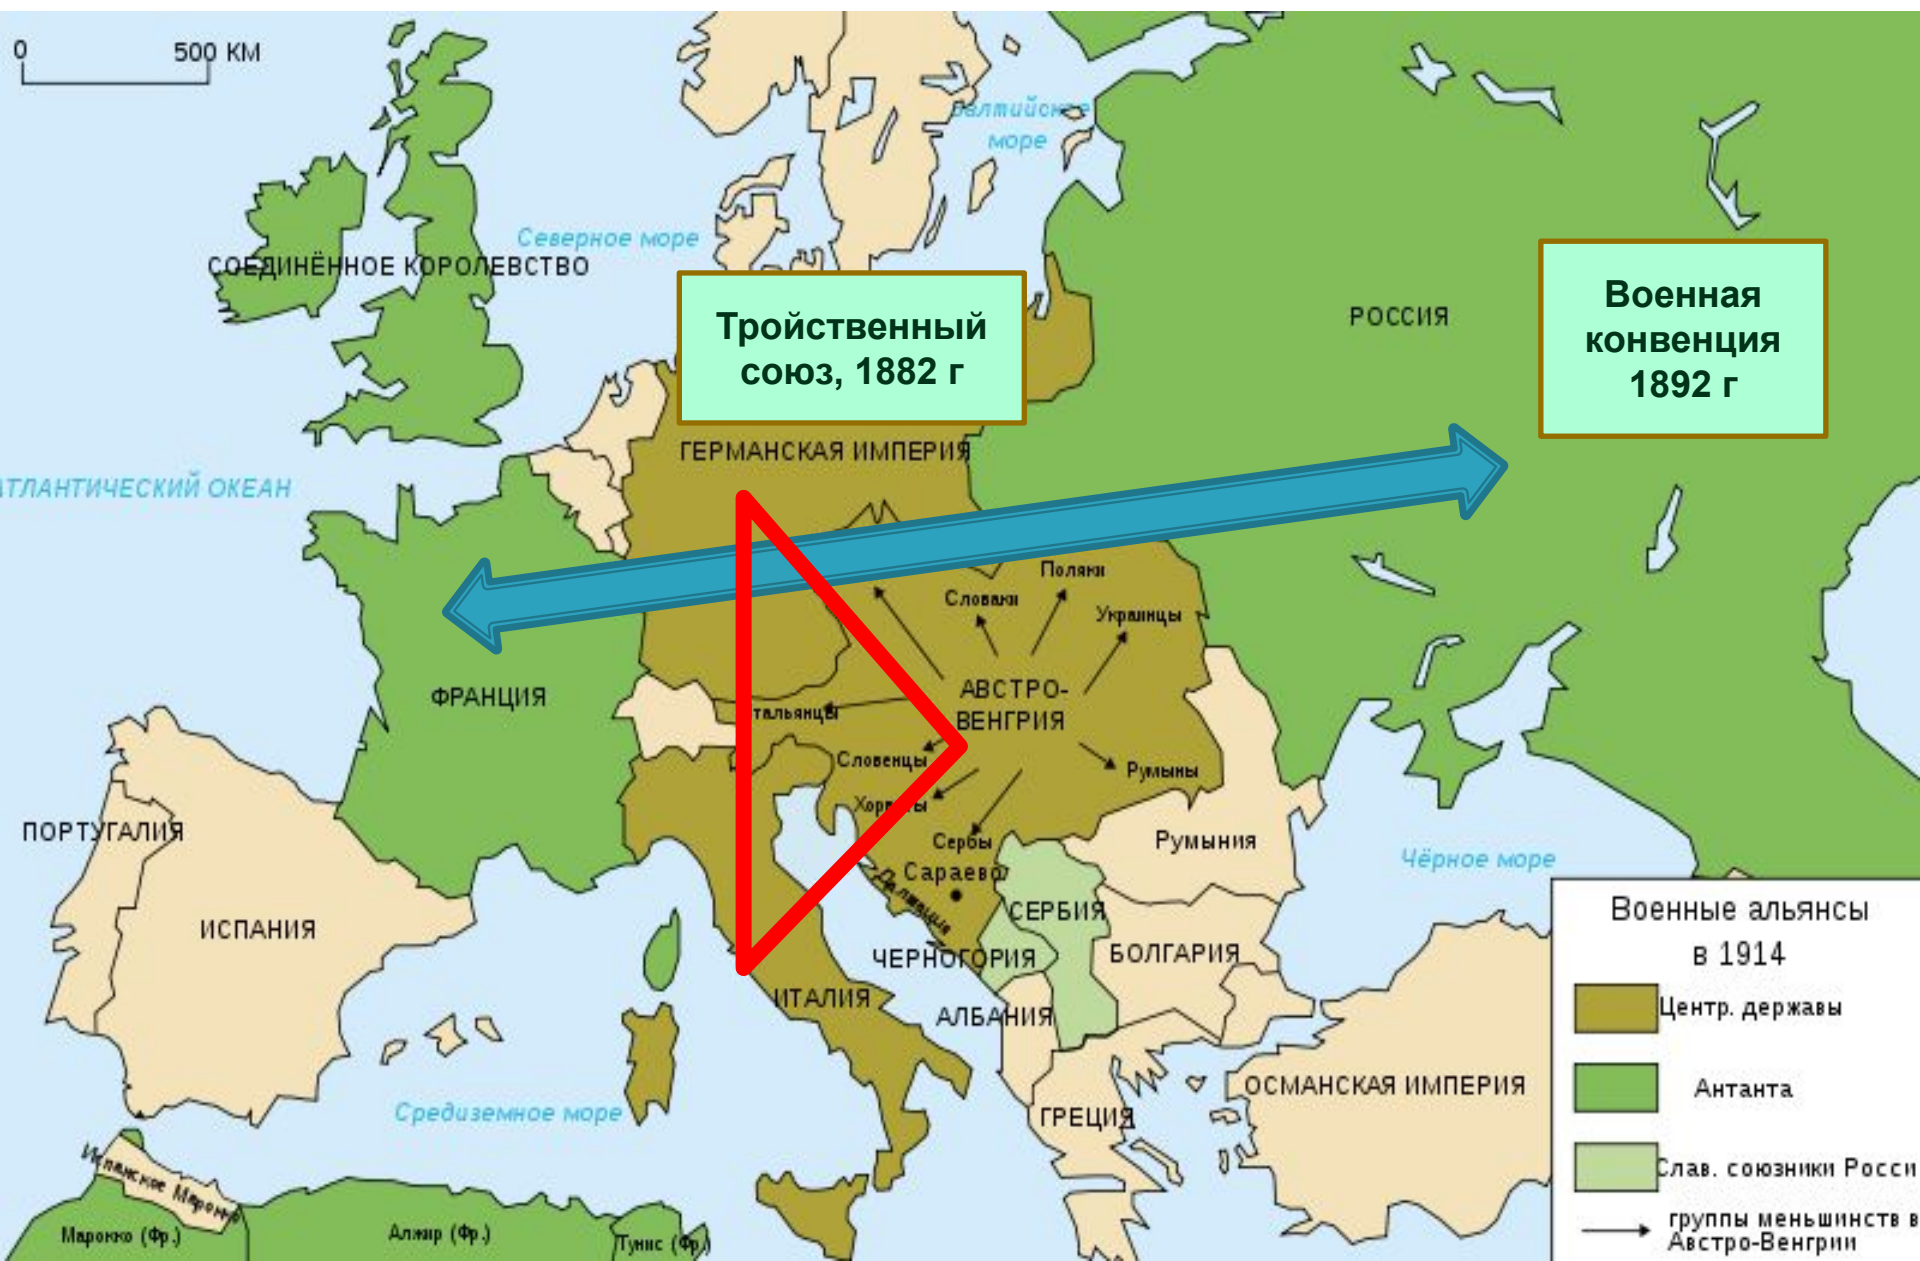 0 500 КМ
Балтийское
море
Северное море
СОЕДИНЁННОЕ КОРОЛЕВСТВО
Тройственный
союз, 1882 г
РОССИЯ
Военная
конвенция
1892 г
ГЕРМАНСКАЯ ИМПЕРИЯ
АТЛАНТИЧЕСКИЙ ОКЕАН
Поляки
Словаки
Украинцы
ФРАНЦИЯ
АВСТРО-
ВЕНГРИЯ
тальянцы
Словенцы
Румыны
Хорваты
Сербы
Сараево
Далмация
ПОРТУГАЛИЯ
Румыния
Чёрное море
ИСПАНИЯ
СЕРБИЯ
ЧЕРНОГОРИЯ
БОЛГАРИЯ
ИТАЛИЯ
АЛБАНИЯ
ОСМАНСКАЯ ИМПЕРИЯ
ГРЕЦИЯ
Средиземное море
Испанское Марокко
Марокко (Фр.)
Алжир (Фр.)
Тунис (Фр.)
Военные альянсы
в 1914
Центр. державы
Антанта
Слав. союзники Росси
группы меньшинств в
Австро-Венгрии